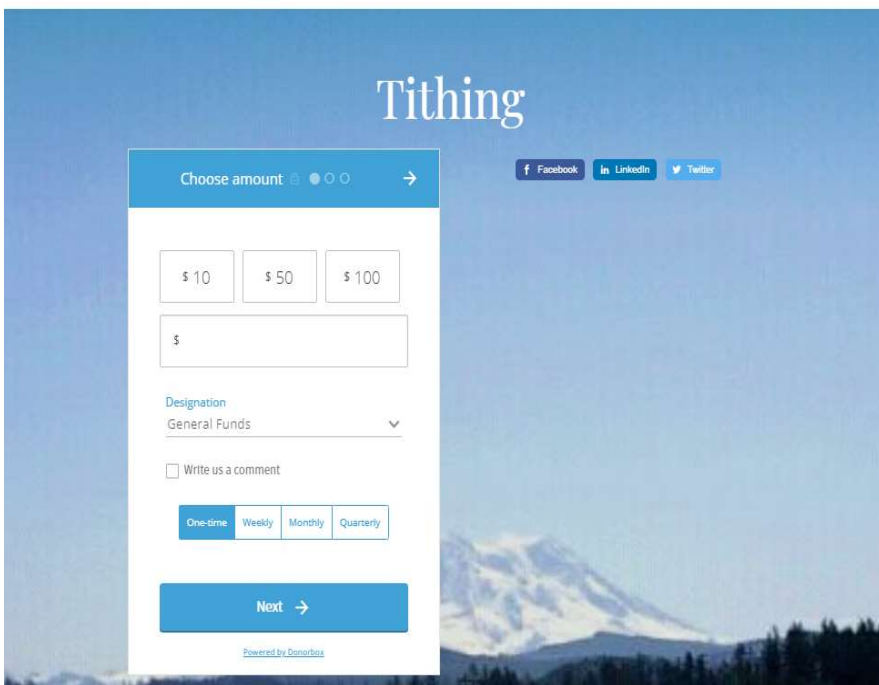 Tithing
Choose amount
f Facebook in LinkedIn Twitter
$ 10 $ 50 $ 100
$
Designation
General Funds
Write us a comment
One-time Weekly Monthly Quarterly
Next
Powered by Donorbox